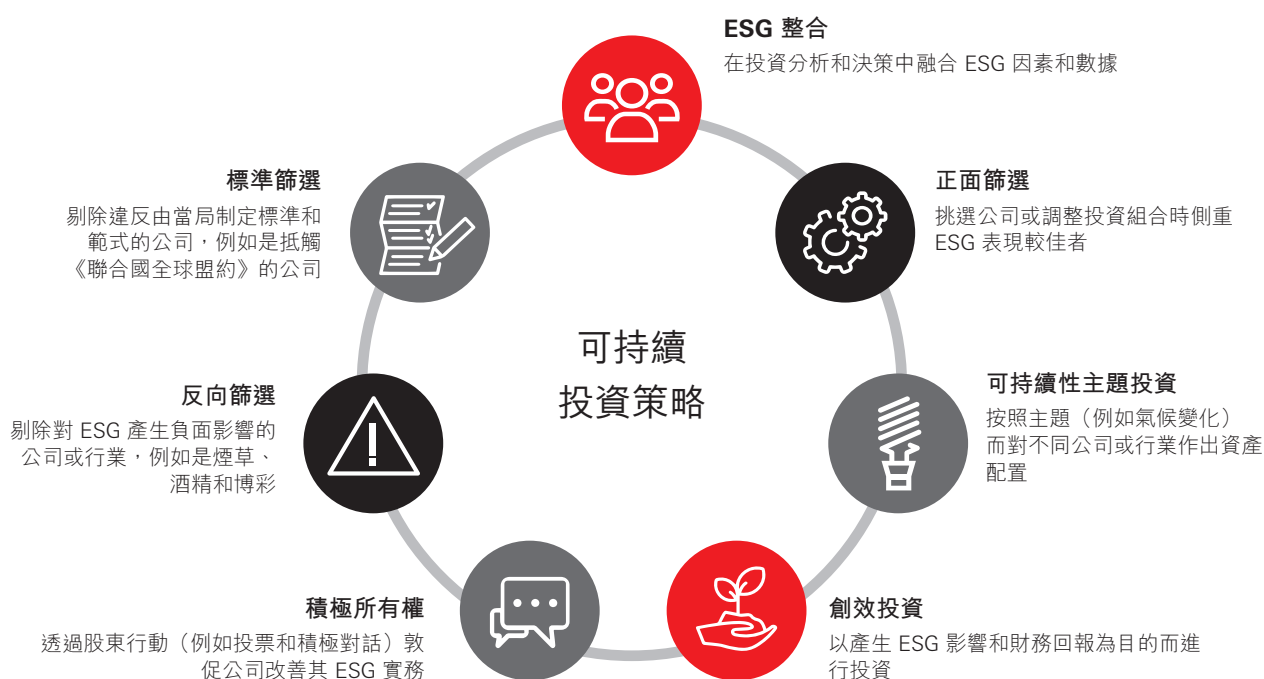 ESG 整合
在投資分析和決策中融合 ESG 因素和數據
標準篩選
剔除違反由當局制定標準和
範式的公司，例如是抵觸
《聯合國全球盟約》的公司
正面篩選
挑選公司或調整投資組合時側重
ESG 表現較佳者
可持續
投資策略
反向篩選
剔除對 ESG 產生負面影響的
公司或行業，例如是煙草、
酒精和博彩
可持續性主題投資
按照主題（例如氣候變化）
而對不同公司或行業作出資產
配置
積極所有權
透過股東行動（例如投票和積極對話）敦
促公司改善其 ESG 實務
創效投資
以產生 ESG 影響和財務回報為目的而進
行投資